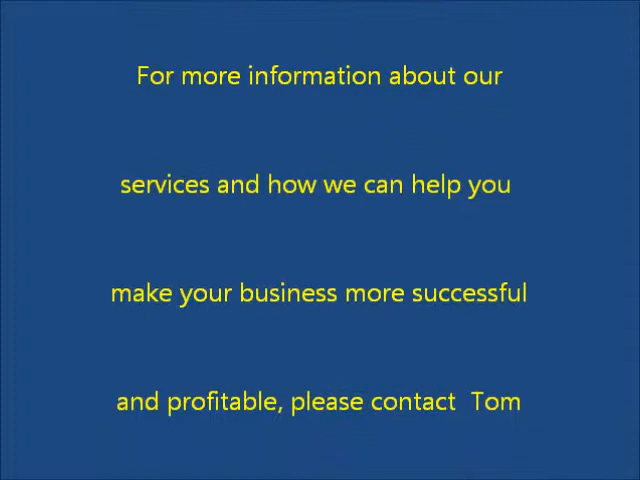 For more information about our
services and how we can help you
make your business more successful
and profitable, please contact  Tom